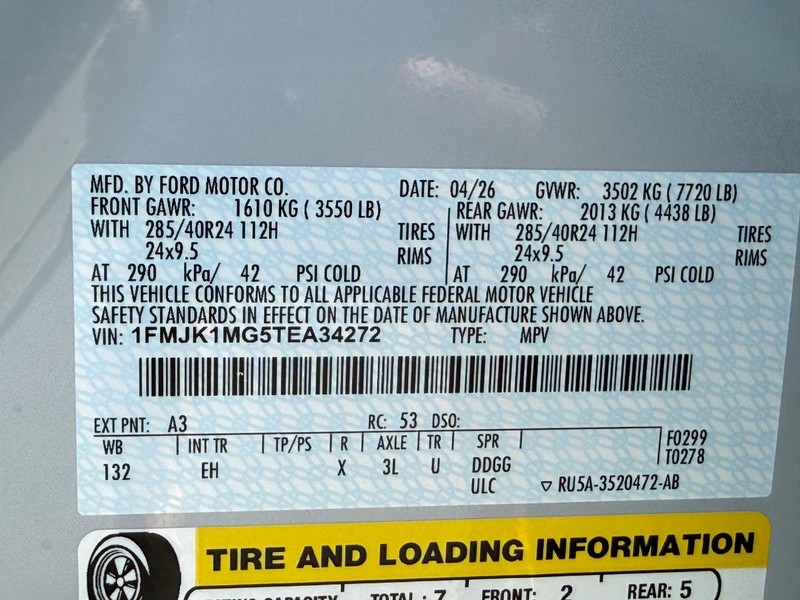 MFD. BY FORD MOTOR CO. DATE: 04/26 GVWR: 3502 KG ( 7720 LB)
FRONT GAWR: 1610 KG ( 3550 LB) REAR GAWR: 2013 KG ( 4438 LB)
WITH 285/40R24 112H TIRES WITH 285/40R24 112H TIRES
24x9.5 RIMS 24x9.5 RIMS
AT 290 kPa/ 42 PSI COLD AT 290 kPa/ 42 PSI COLD
THIS VEHICLE CONFORMS TO ALL APPLICABLE FEDERAL MOTOR VEHICLE
SAFETY STANDARDS IN EFFECT ON THE DATE OF MANUFACTURE SHOWN ABOVE.
VIN: 1FMJK1MG5TEA34272 TYPE: MPV
EXT PNT: A3 RC: 53 DSO:
WB INT TR TP/PS R AXLE TR SPR F0299
T0278
132 EH X 3L U DDGG
ULC ▽ RU5A-3520472-AB
TIRE AND LOADING INFORMATION
CAPACITY TOTAL : 7 FRONT: 2 REAR: 5